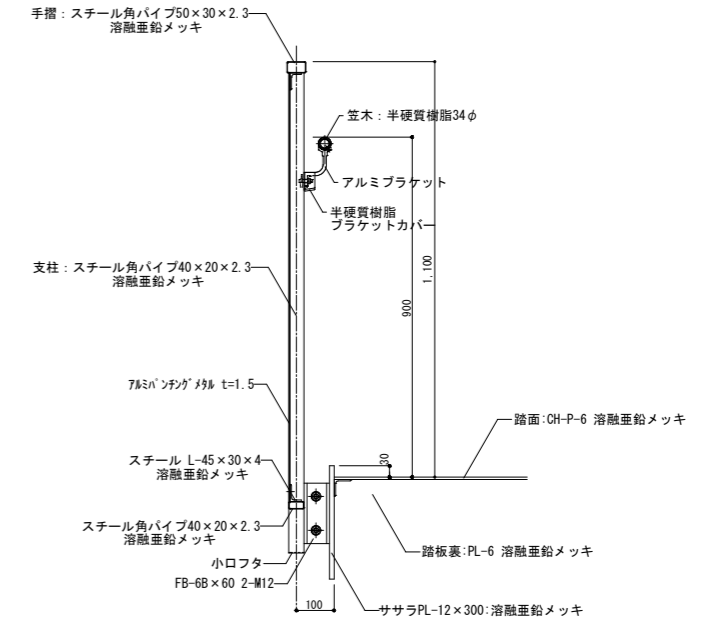 手摺：スチール角パイプ50×30×2.3
溶融亜鉛メッキ
笠木：半硬質樹脂34φ
アルミブラケット
半硬質樹脂
ブラケットカバー
支柱：スチール角パイプ40×20×2.3
溶融亜鉛メッキ
1,100
900
ｱﾙﾐﾊﾟﾝﾁﾝｸﾞﾒﾀﾙ t=1.5
踏面:CH-P-6 溶融亜鉛メッキ
30
スチール L-45×30×4
溶融亜鉛メッキ
スチール角パイプ40×20×2.3
溶融亜鉛メッキ
踏板裏:PL-6 溶融亜鉛メッキ
小口フタ
FB-6B×60 2-M12
100
ササラPL-12×300:溶融亜鉛メッキ